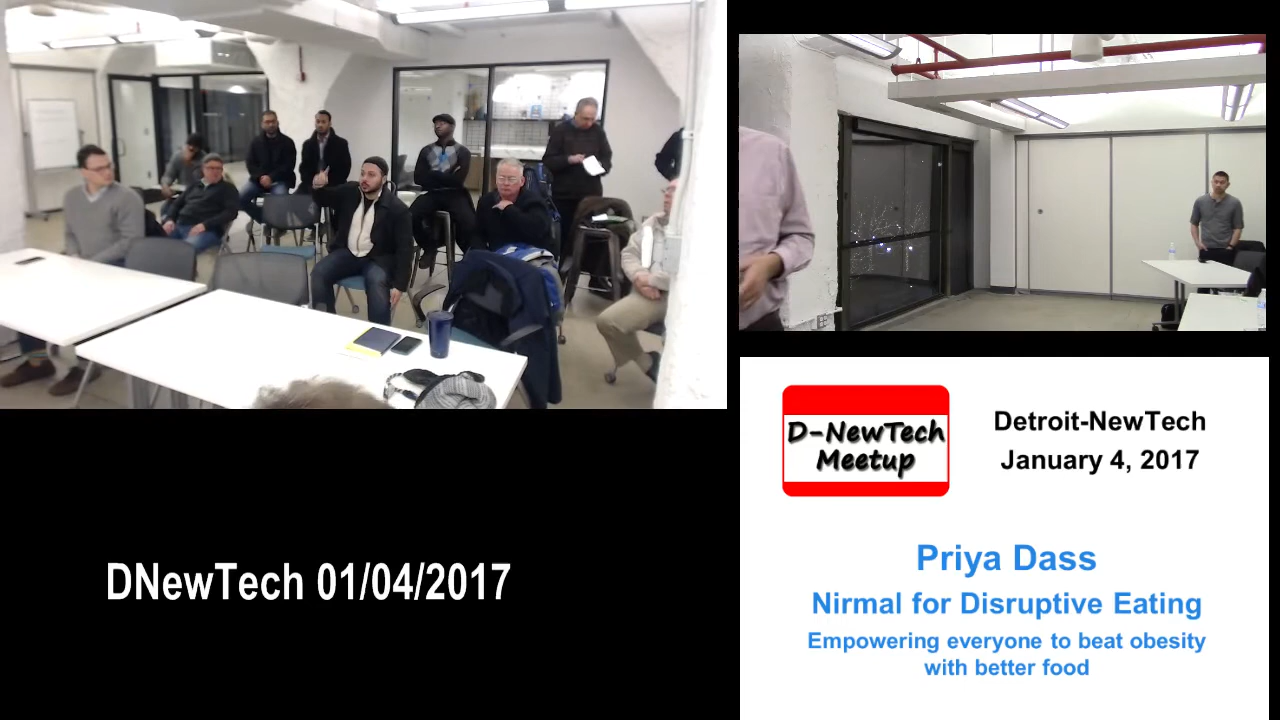 D-NewTech
Meetup
Detroit-NewTech
January 4, 2017
Priya Dass
Nirmal for Disruptive Eating
Empowering everyone to beat obesity
with better food
DNewTech 01/04/2017